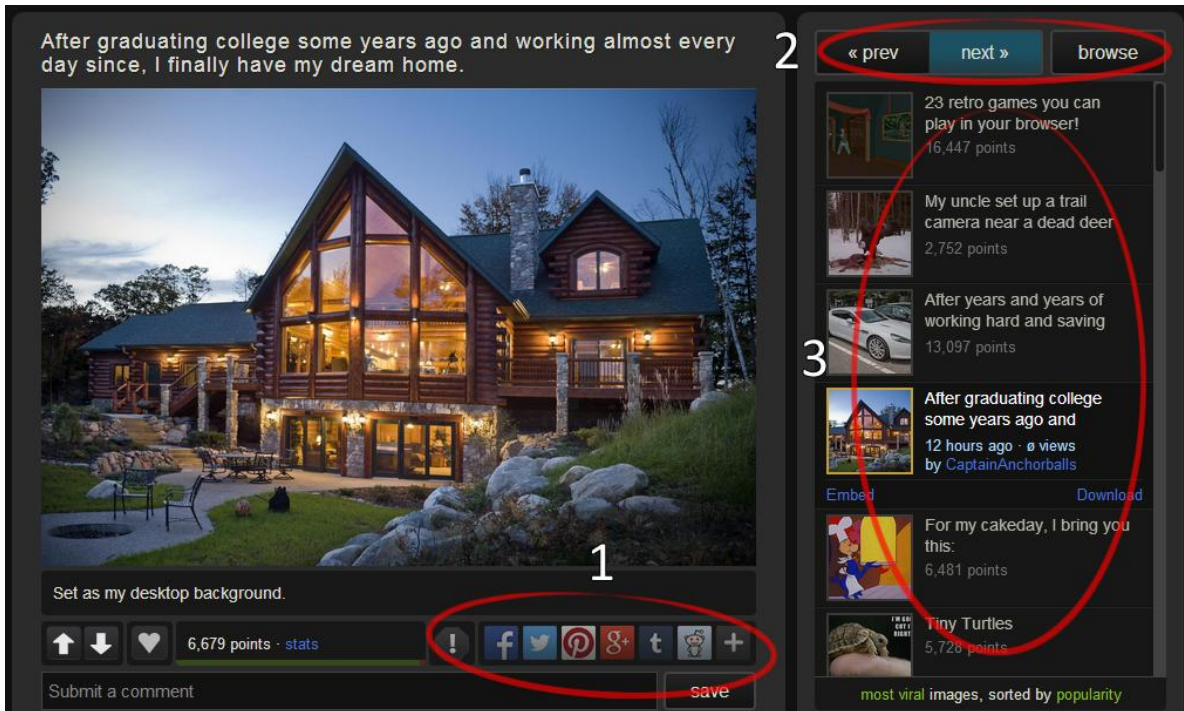 After graduating college some years ago and working almost every
day since, I finally have my dream home.
1
Set as my desktop background.
6,679 points · stats
!
f
g+
t
+
Submit a comment
save
2
« prev
next »
browse
23 retro games you can
play in your browser!
16,447 points
My uncle set up a trail
camera near a dead deer
2,752 points
After years and years of
working hard and saving
13,097 points
3
After graduating college
some years ago and
12 hours ago · ø views
by CaptainAnchorballs
Embed
Download
For my cakeday, I bring you
this:
6,481 points
Tiny Turtles
5,728 points
most viral images, sorted by popularity